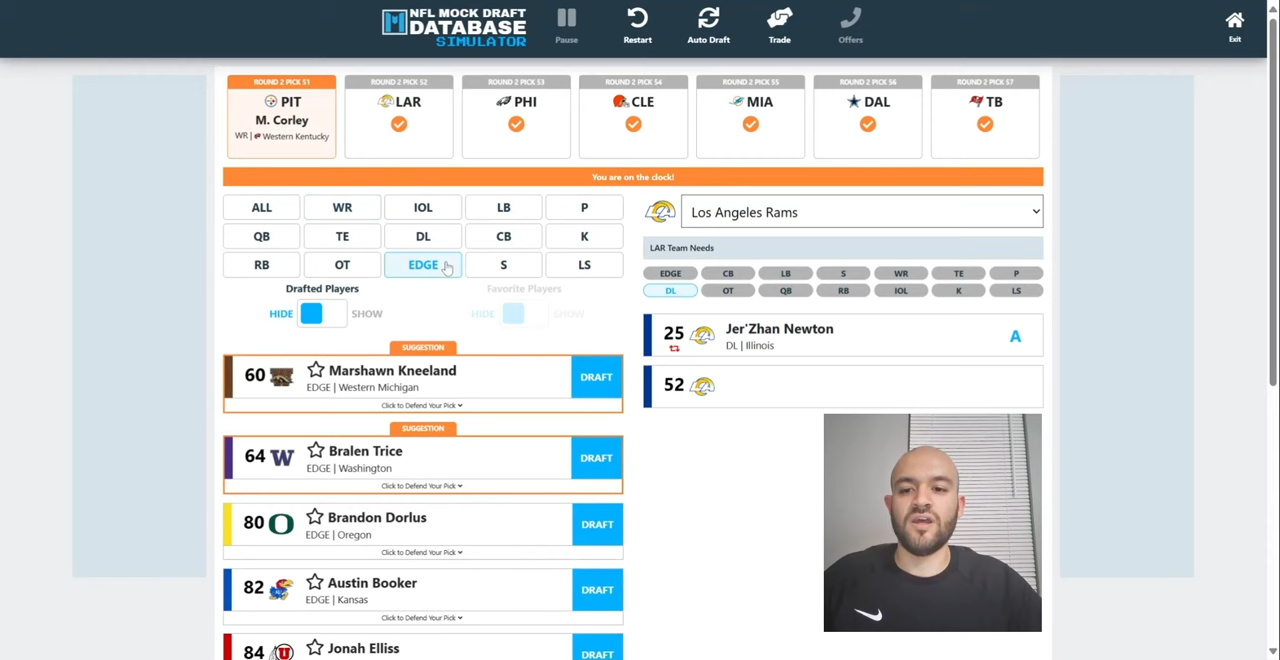 NFL MOCK DRAFT
DATABASE
SIMULATOR
Pause
Restart
Auto Draft
Trade
Offers
Exit
ROUND 2 PICK 51
PIT
M. Corley
WR | Western Kentucky
ROUND 2 PICK 52
LAR
ROUND 2 PICK 53
PHI
ROUND 2 PICK 54
CLE
ROUND 2 PICK 55
MIA
ROUND 2 PICK 56
DAL
ROUND 2 PICK 57
TB
You are on the clock!
ALL WR IOL LB P
QB TE DL CB K
RB OT EDGE S LS
Drafted Players
HIDE SHOW
Favorite Players
HIDE SHOW
SUGGESTION
60 W Marshawn Kneeland
EDGE | Western Michigan
DRAFT
Click to Defend Your Pick
SUGGESTION
64 W Bralen Trice
EDGE | Washington
DRAFT
Click to Defend Your Pick
80 O Brandon Dorlus
EDGE | Oregon
DRAFT
Click to Defend Your Pick
82 Austin Booker
EDGE | Kansas
DRAFT
Click to Defend Your Pick
84 U Jonah Elliss
DRAFT
Los Angeles Rams
LAR Team Needs
EDGE CB LB S WR TE P
DL OT QB RB IOL K LS
25 Jer'Zhan Newton
DL | Illinois
A
52